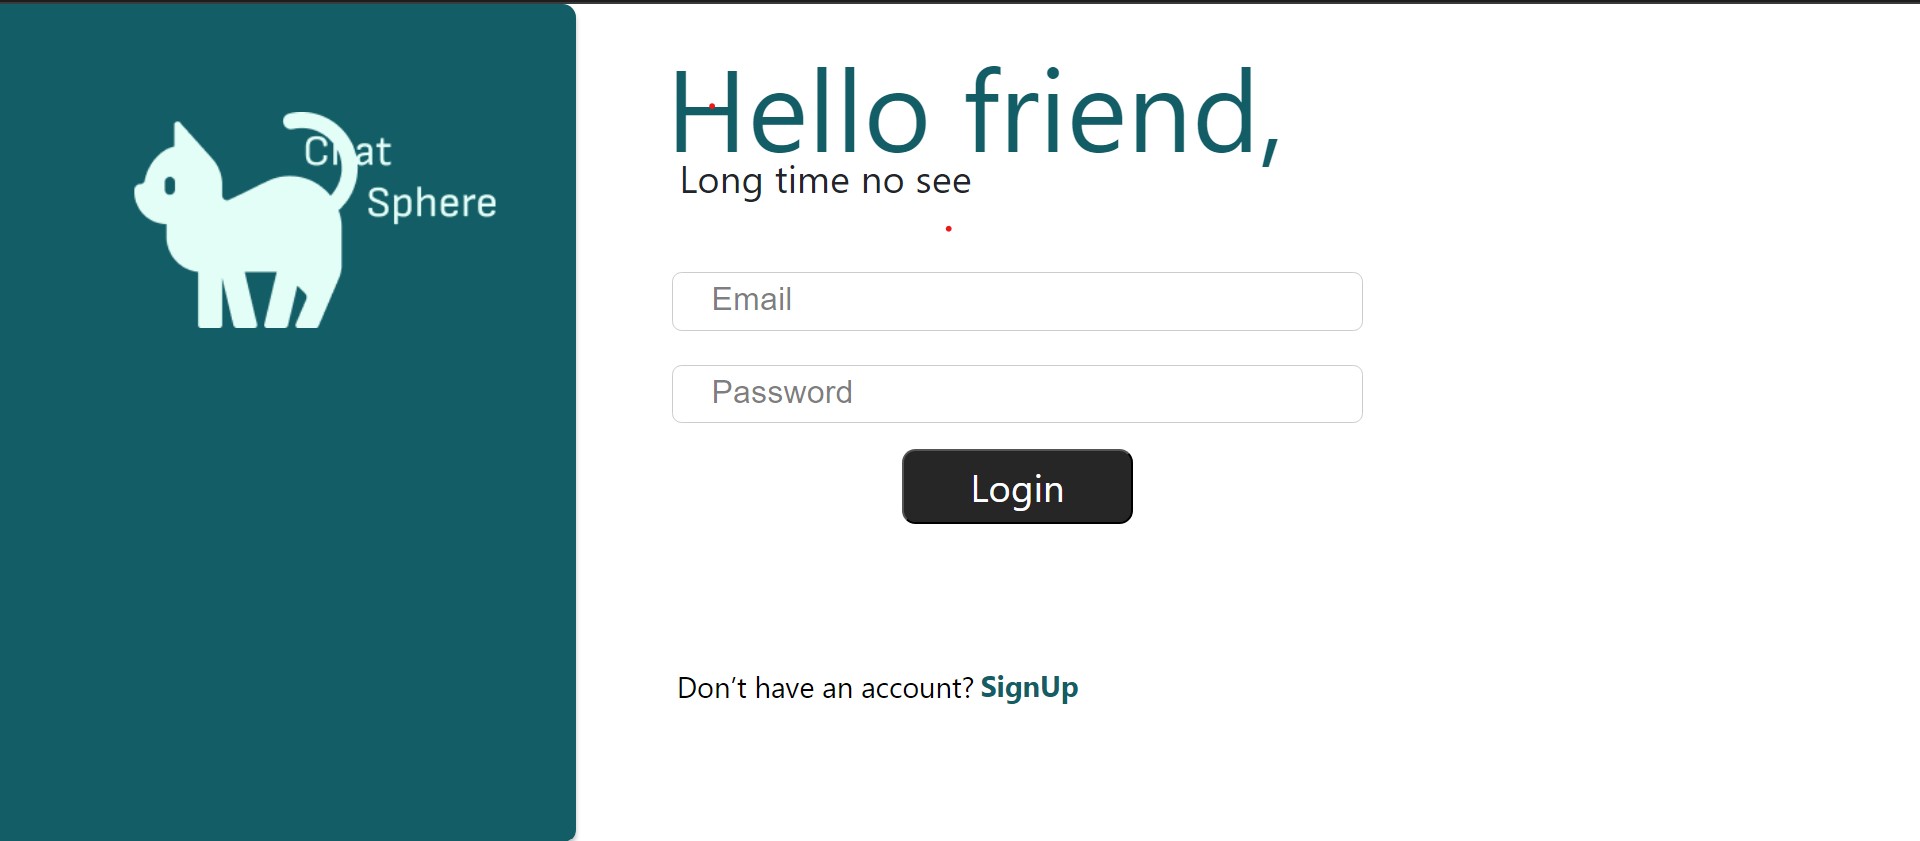 Chat
Sphere
Hello friend,
Long time no see
Email
Password
Login
Don’t have an account? SignUp